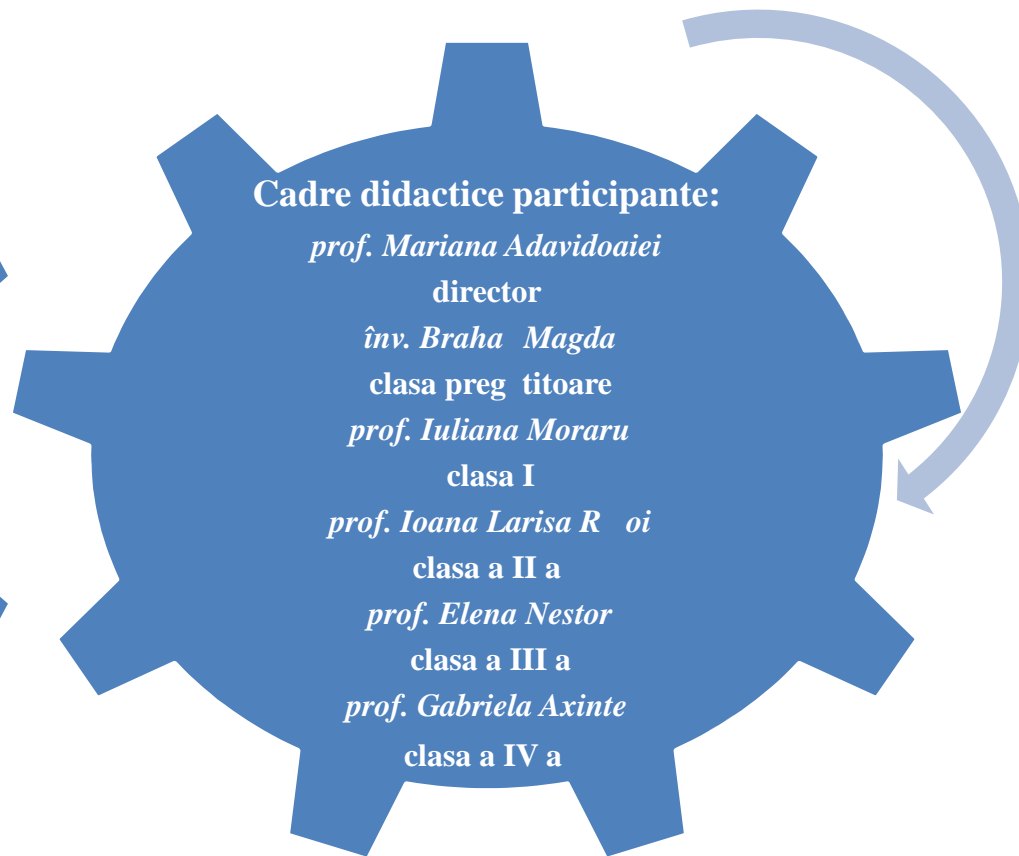 Cadre didactice participante:
prof. Mariana Adavidoaiei
director
înv. Braha Magda
clasa preg titoare
prof. Iuliana Moraru
clasa I
prof. Ioana Larisa R oi
clasa a II a
prof. Elena Nestor
clasa a III a
prof. Gabriela Axinte
clasa a IV a